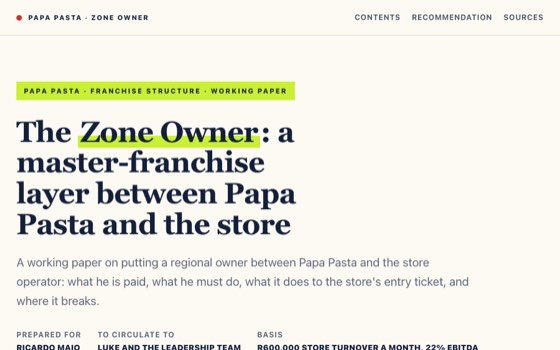 PAPA PASTA · ZONE OWNER
CONTENTS RECOMMENDATION SOURCES
PAPA PASTA · FRANCHISE STRUCTURE · WORKING PAPER
The Zone Owner: a
master-franchise
layer between Papa
Pasta and the store
A working paper on putting a regional owner between Papa Pasta and the store
operator: what he is paid, what he must do, what it does to the store's entry ticket, and
where it breaks.
PREPARED FOR TO CIRCULATE TO BASIS
RICARDO MAIO LUKE AND THE LEADERSHIP TEAM R600,000 STORE TURNOVER A MONTH, 22% EBITDA